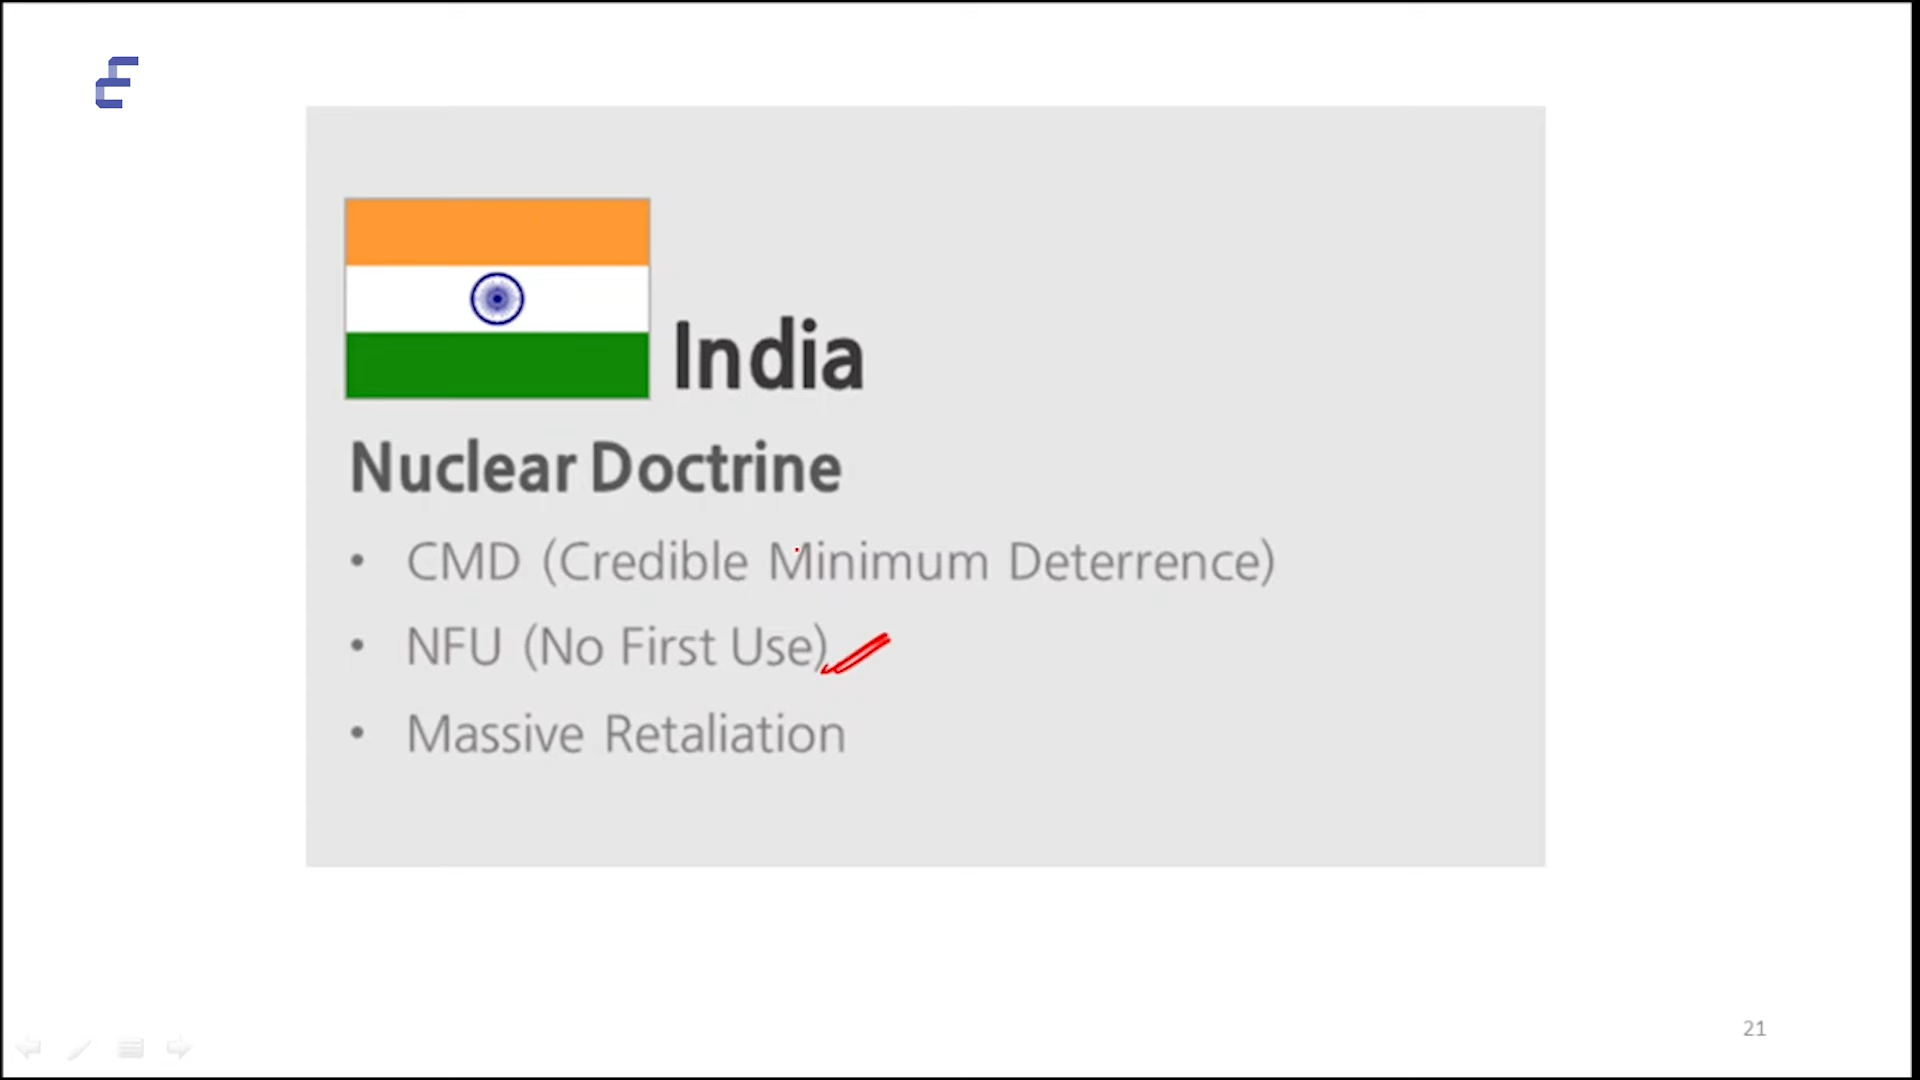 India
Nuclear Doctrine
• CMD (Credible Minimum Deterrence)
• NFU (No First Use)
• Massive Retaliation
21